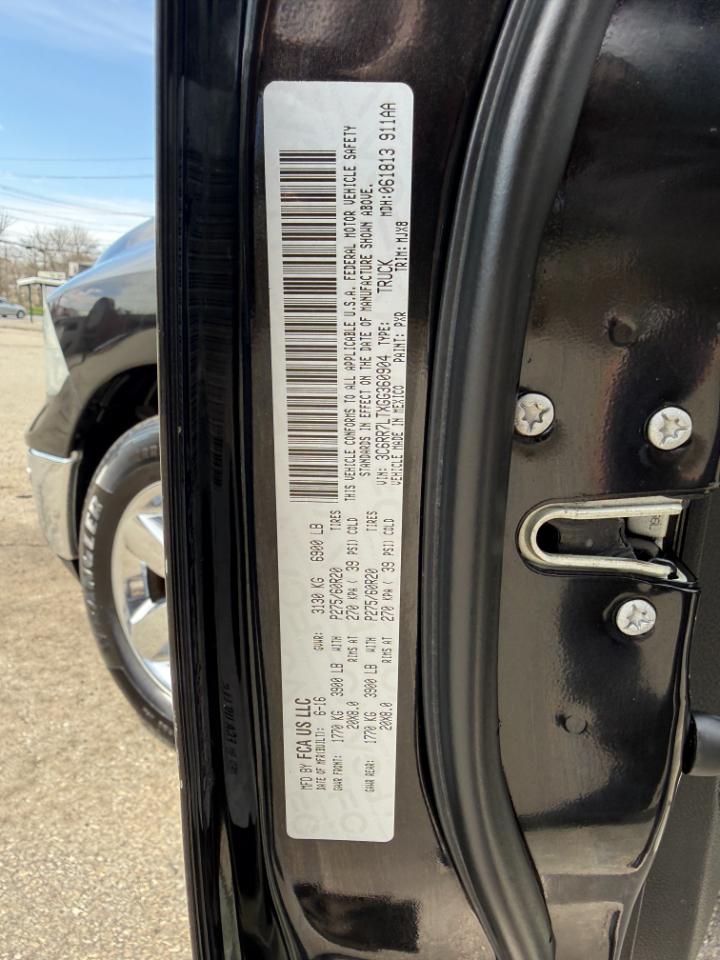 MFD BY FCA US LLC
DATE OF MFR(BUILT): 6-16 GVWR: 3130 KG 6900 LB
GAWR FRONT: 1770 KG 3900 LB WITH P275/60R20 TIRES
20X8.0 RIMS AT 270 KPA ( 39 PSI) COLD
GAWR REAR: 1770 KG 3900 LB WITH P275/60R20 TIRES
20X8.0 RIMS AT 270 KPA ( 39 PSI) COLD
THIS VEHICLE CONFORMS TO ALL APPLICABLE U.S.A. FEDERAL MOTOR VEHICLE SAFETY
STANDARDS IN EFFECT ON THE DATE OF MANUFACTURE SHOWN ABOVE.
VIN: 3C6RR7LTXGG360904 TYPE: TRUCK MDH:061813 911AA
VEHICLE MADE IN MEXICO PAINT: PXR TRIM: MJX8